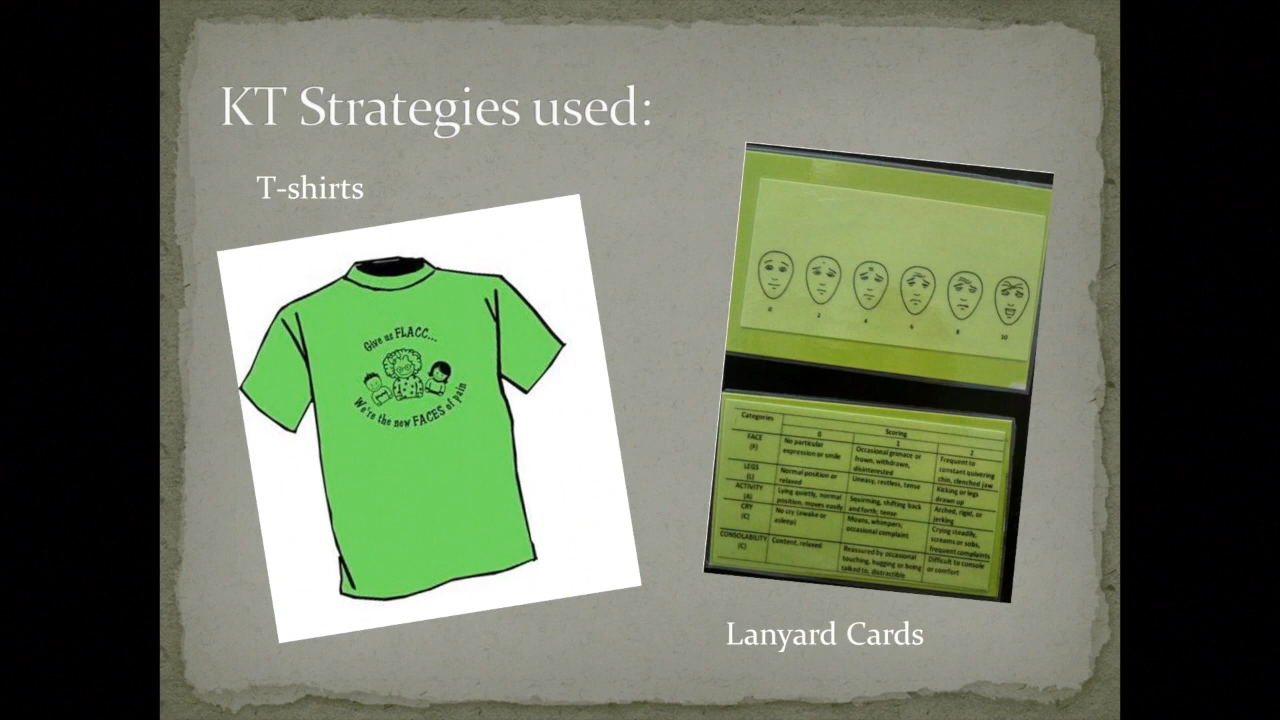 KT Strategies used:
T-shirts
Give us FLACC...
We're the new FACES of pain
0 2 4 6 8 10
Categories
Scoring
0 1 2
FACE
(F)
No particular
expression or smile
Occasional grimace or
frown, withdrawn,
disinterested
Frequent to
constant quivering
chin, clenched jaw
LEGS
(L)
Normal position or
relaxed
Uneasy, restless, tense
Kicking or legs
drawn up
ACTIVITY
(A)
Lying quietly, normal
position, moves easily
Squirming, shifting back
and forth; tense
Arched, rigid, or
jerking
CRY
(C)
No cry (awake or
asleep)
Moans, whimpers,
occasional complaint
Crying steadily,
screams or sobs,
frequent complaints
CONSOLABILITY
(C)
Content, relaxed
Reassured by occasional
touching, hugging or being
talked to; distractible
Difficult to console
or comfort
Lanyard Cards